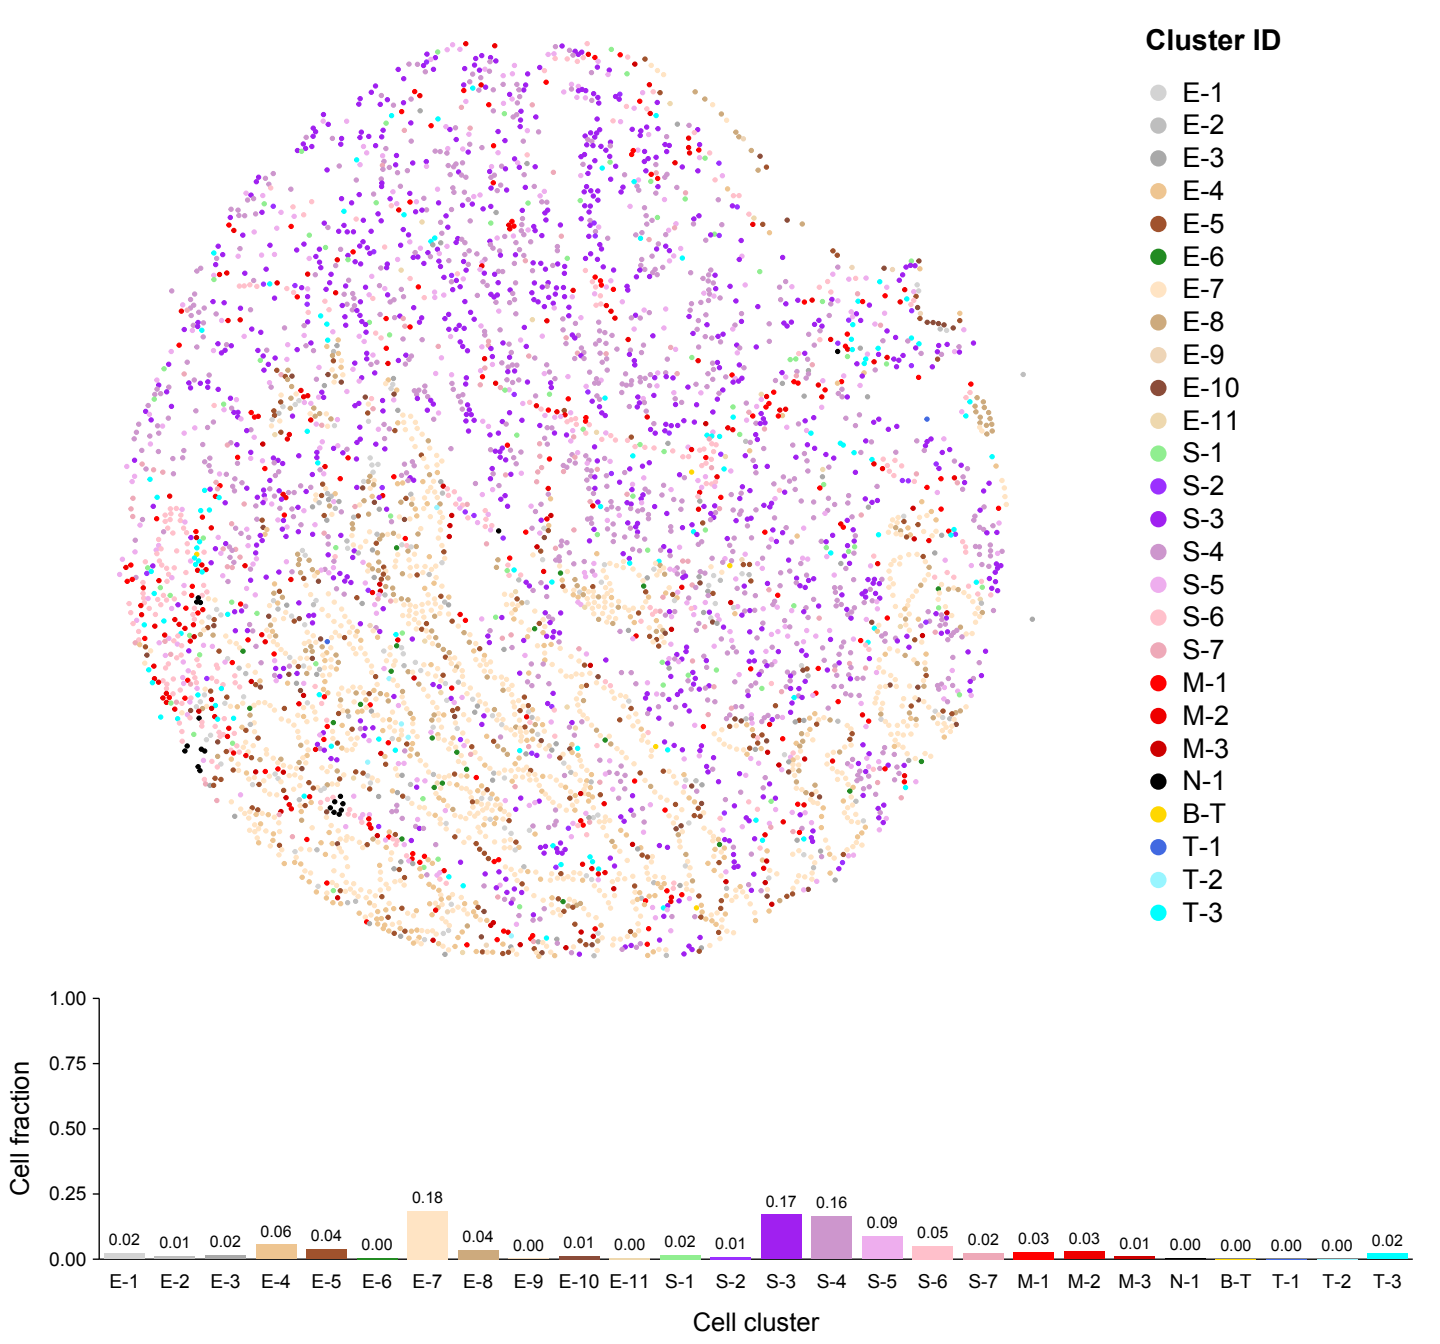 Cluster ID
E-1
E-2
E-3
E-4
E-5
E-6
E-7
E-8
E-9
E-10
E-11
S-1
S-2
S-3
S-4
S-5
S-6
S-7
M-1
M-2
M-3
N-1
B-T
T-1
T-2
T-3
1.00
0.75
0.50
0.25
0.00
Cell fraction
0.02 0.01 0.02 0.06 0.04 0.00 0.18 0.04 0.00 0.01 0.00 0.02 0.01 0.17 0.16 0.09 0.05 0.02 0.03 0.03 0.01 0.00 0.00 0.00 0.00 0.02
E-1 E-2 E-3 E-4 E-5 E-6 E-7 E-8 E-9 E-10 E-11 S-1 S-2 S-3 S-4 S-5 S-6 S-7 M-1 M-2 M-3 N-1 B-T T-1 T-2 T-3
Cell cluster